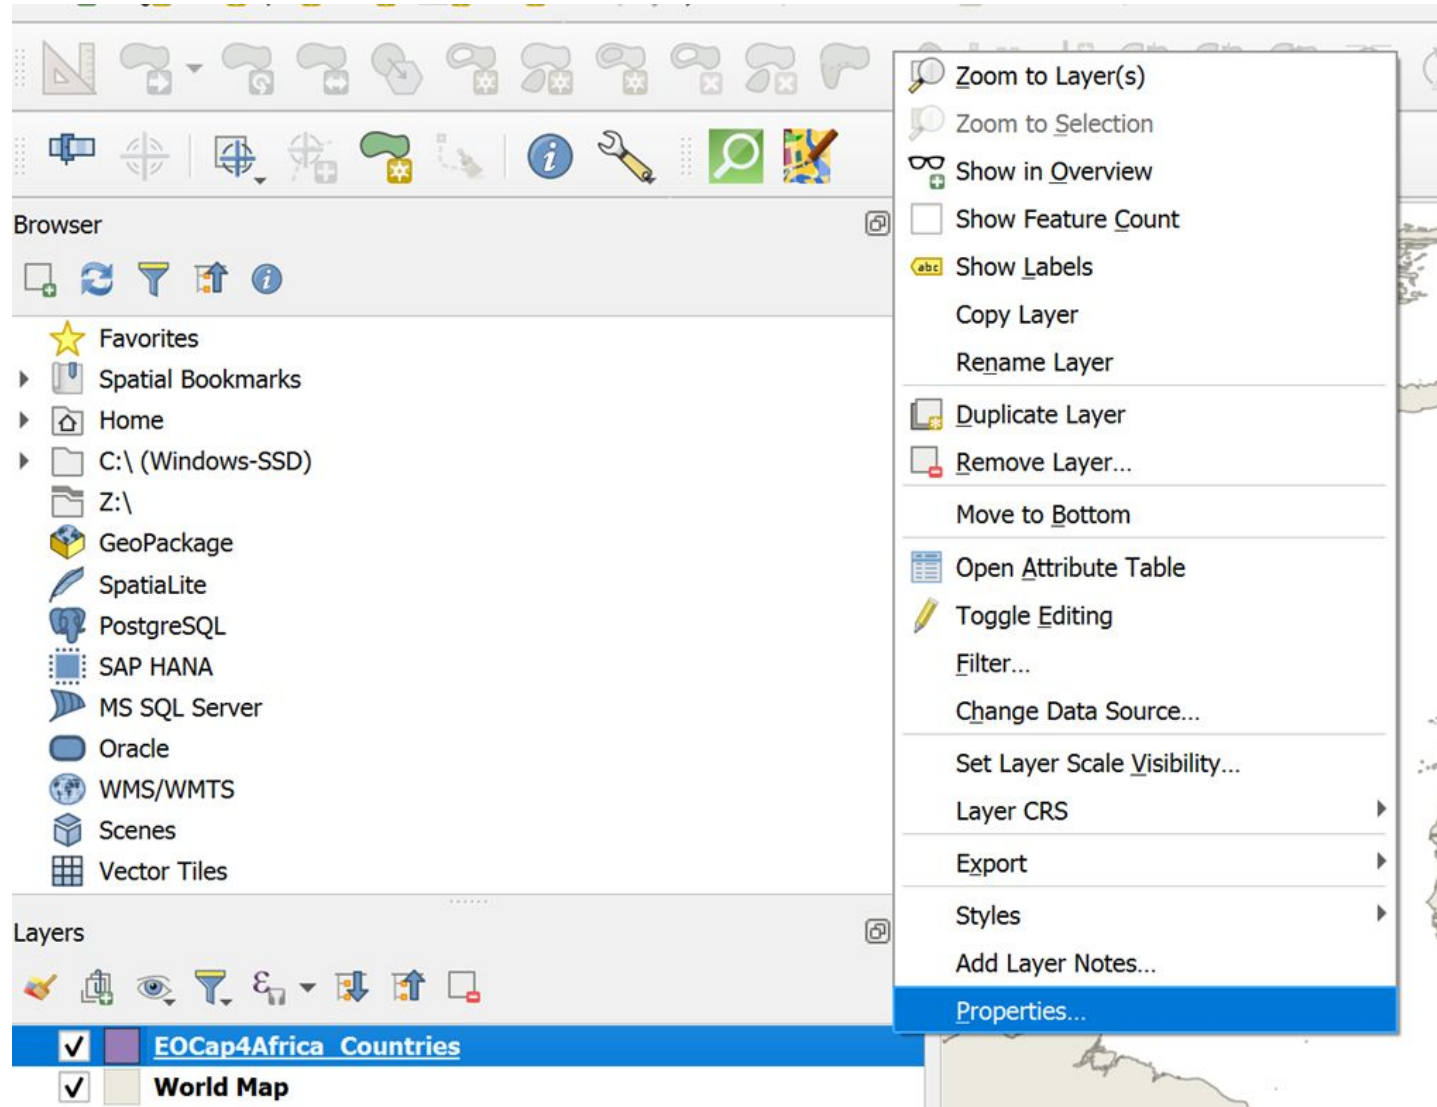 Zoom to Layer(s)
Zoom to Selection
Show in Overview
Show Feature Count
abc Show Labels
Copy Layer
Rename Layer
Duplicate Layer
Remove Layer...
Move to Bottom
Open Attribute Table
Toggle Editing
Filter...
Change Data Source...
Set Layer Scale Visibility...
Layer CRS
Export
Styles
Add Layer Notes...
Properties...
Browser
Favorites
Spatial Bookmarks
Home
C:\ (Windows-SSD)
Z:\
GeoPackage
SpatiaLite
PostgreSQL
SAP HANA
MS SQL Server
Oracle
WMS/WMTS
Scenes
Vector Tiles
Layers
EOCap4Africa_Countries
World Map